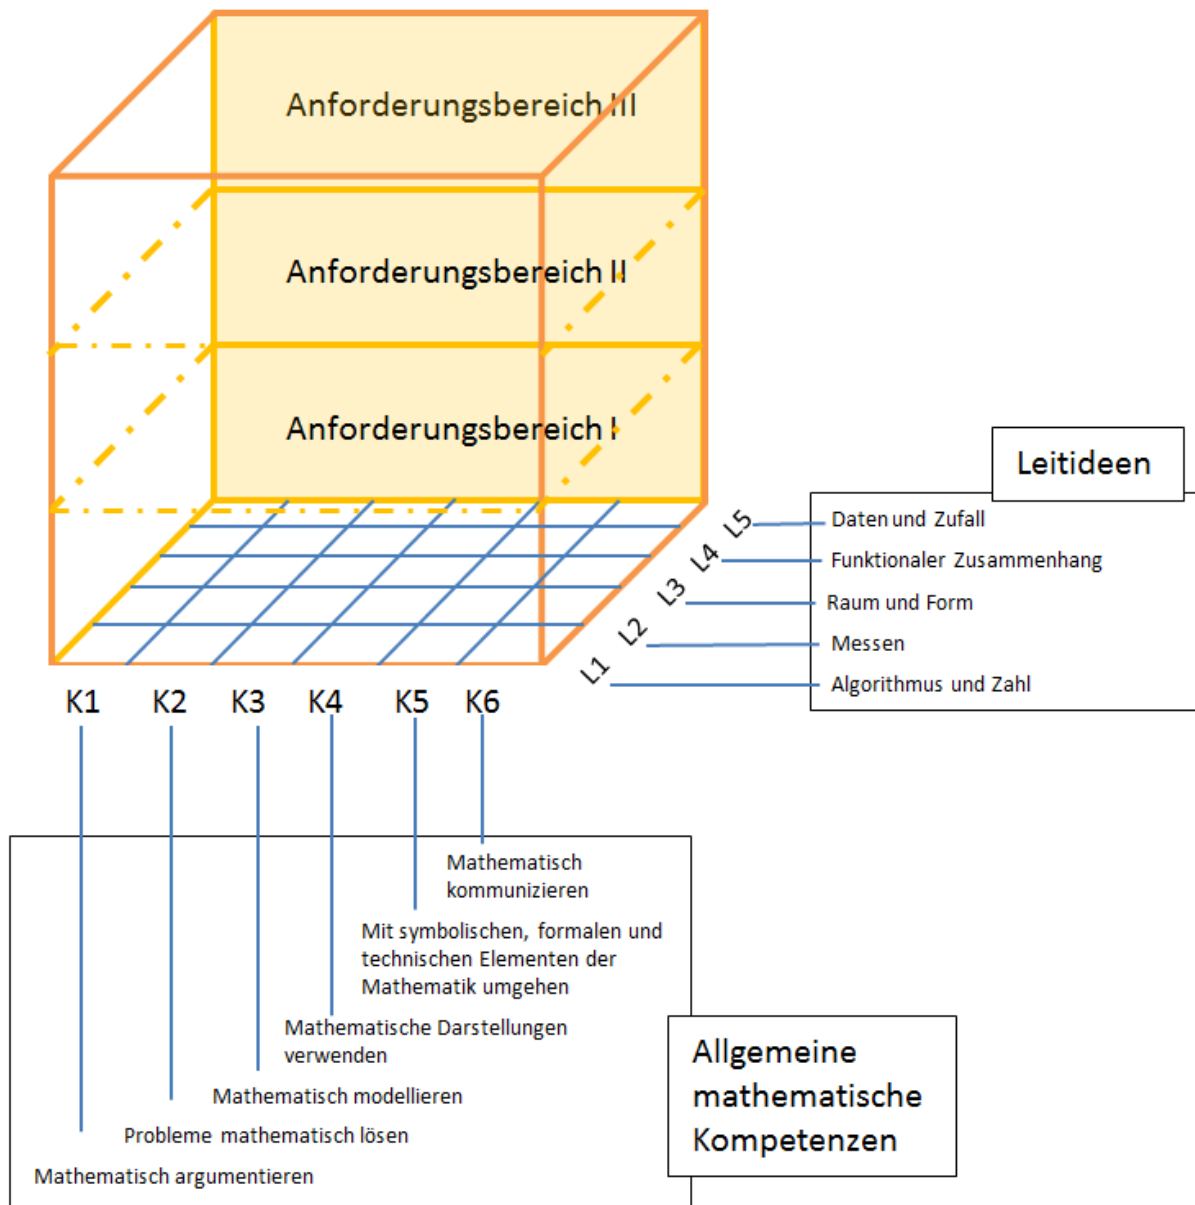 Anforderungsbereich III
Anforderungsbereich II
Anforderungsbereich I
Leitideen
L5
Daten und Zufall
L4
Funktionaler Zusammenhang
L3
Raum und Form
L2
Messen
L1
Algorithmus und Zahl
K1 K2 K3 K4 K5 K6
Mathematisch
kommunizieren
Mit symbolischen, formalen und
technischen Elementen der
Mathematik umgehen
Mathematische Darstellungen
verwenden
Mathematisch modellieren
Probleme mathematisch lösen
Mathematisch argumentieren
Allgemeine
mathematische
Kompetenzen